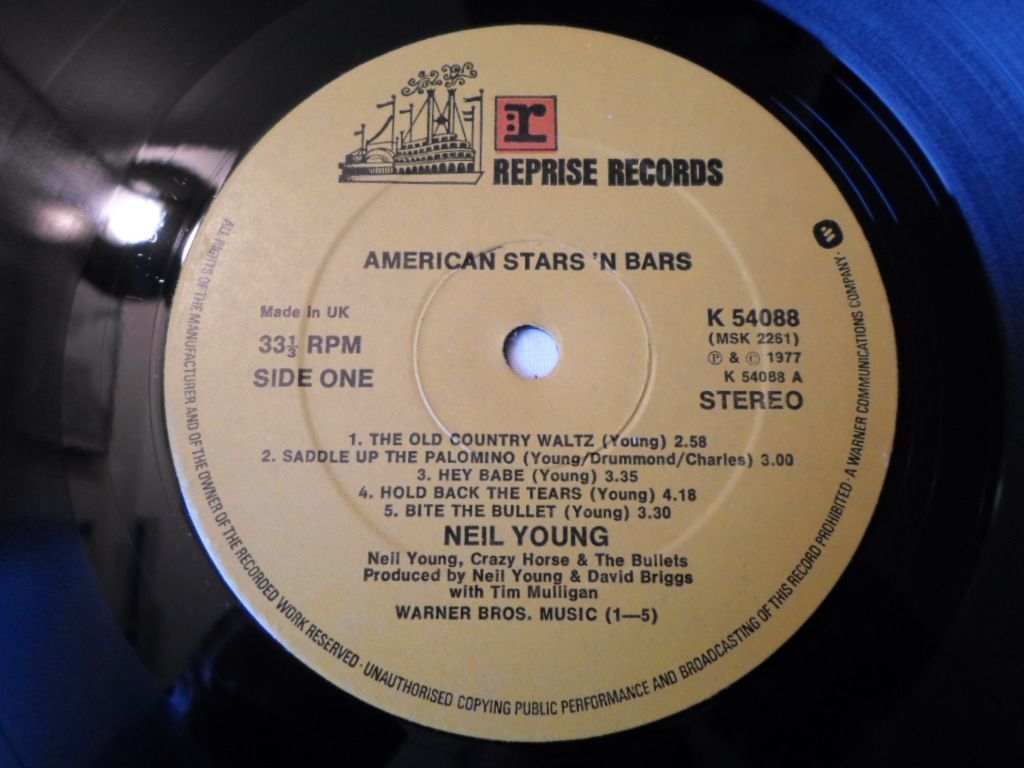 r
REPRISE RECORDS
AMERICAN STARS 'N BARS
Made in UK
33⅓ RPM
SIDE ONE
K 54088
(MSK 2261)
℗ & © 1977
K 54088 A
STEREO
1. THE OLD COUNTRY WALTZ (Young) 2.58
2. SADDLE UP THE PALOMINO (Young/Drummond/Charles) 3.00
3. HEY BABE (Young) 3.35
4. HOLD BACK THE TEARS (Young) 4.18
5. BITE THE BULLET (Young) 3.30
NEIL YOUNG
Neil Young, Crazy Horse & The Bullets
Produced by Neil Young & David Briggs
with Tim Mulligan
WARNER BROS. MUSIC (1—5)
ALL RIGHTS OF THE MANUFACTURER AND OF THE OWNER OF THE RECORDED WORK RESERVED · UNAUTHORISED COPYING PUBLIC PERFORMANCE AND BROADCASTING OF THIS RECORD PROHIBITED · A WARNER COMMUNICATIONS COMPANY ·